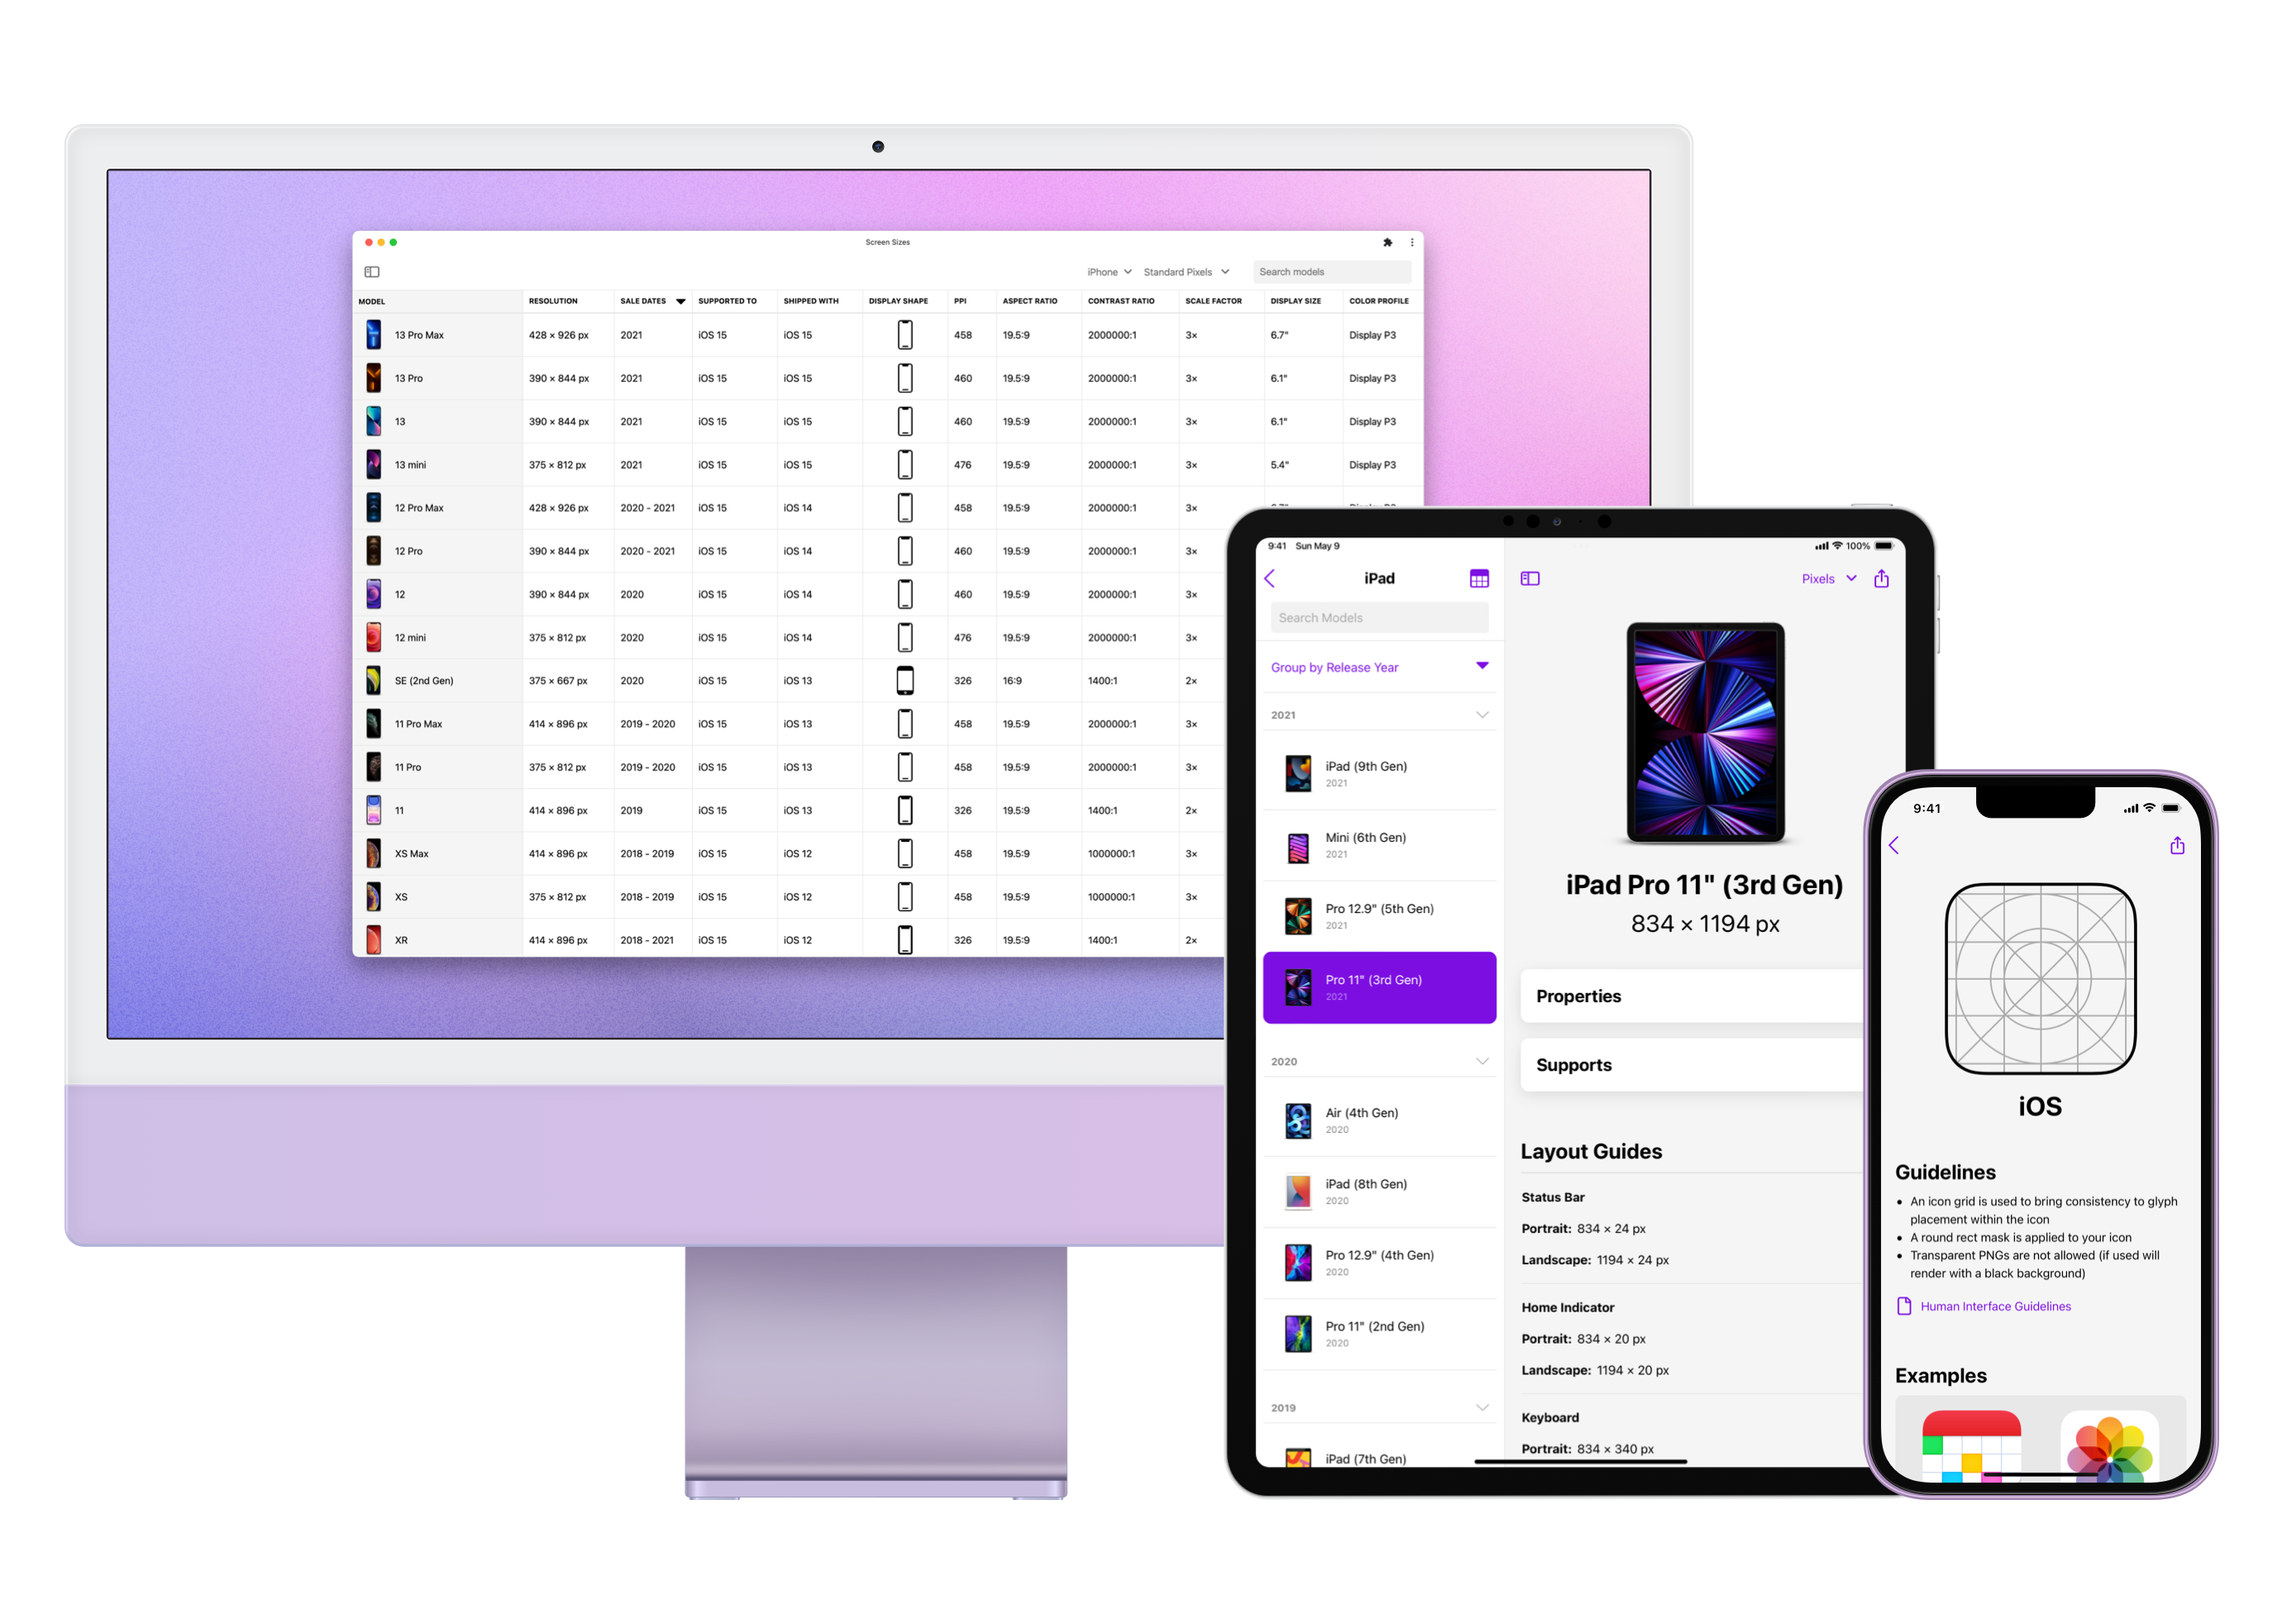 Screen Sizes
iPhone Standard Pixels Search models
MODEL RESOLUTION SALE DATES SUPPORTED TO SHIPPED WITH DISPLAY SHAPE PPI ASPECT RATIO CONTRAST RATIO SCALE FACTOR DISPLAY SIZE COLOR PROFILE
13 Pro Max 428 × 926 px 2021 iOS 15 iOS 15 458 19.5:9 2000000:1 3× 6.7" Display P3
13 Pro 390 × 844 px 2021 iOS 15 iOS 15 460 19.5:9 2000000:1 3× 6.1" Display P3
13 390 × 844 px 2021 iOS 15 iOS 15 460 19.5:9 2000000:1 3× 6.1" Display P3
13 mini 375 × 812 px 2021 iOS 15 iOS 15 476 19.5:9 2000000:1 3× 5.4" Display P3
12 Pro Max 428 × 926 px 2020 - 2021 iOS 15 iOS 14 458 19.5:9 2000000:1 3×
12 Pro 390 × 844 px 2020 - 2021 iOS 15 iOS 14 460 19.5:9 2000000:1 3×
12 390 × 844 px 2020 iOS 15 iOS 14 460 19.5:9 2000000:1 3×
12 mini 375 × 812 px 2020 iOS 15 iOS 14 476 19.5:9 2000000:1 3×
SE (2nd Gen) 375 × 667 px 2020 iOS 15 iOS 13 326 16:9 1400:1 2×
11 Pro Max 414 × 896 px 2019 - 2020 iOS 15 iOS 13 458 19.5:9 2000000:1 3×
11 Pro 375 × 812 px 2019 - 2020 iOS 15 iOS 13 458 19.5:9 2000000:1 3×
11 414 × 896 px 2019 iOS 15 iOS 13 326 19.5:9 1400:1 2×
XS Max 414 × 896 px 2018 - 2019 iOS 15 iOS 12 458 19.5:9 1000000:1 3×
XS 375 × 812 px 2018 - 2019 iOS 15 iOS 12 458 19.5:9 1000000:1 3×
XR 414 × 896 px 2018 - 2021 iOS 15 iOS 12 326 19.5:9 1400:1 2×
9:41 Sun May 9 100%
iPad
Search Models
Group by Release Year
2021
iPad (9th Gen)
2021
Mini (6th Gen)
2021
Pro 12.9" (5th Gen)
2021
Pro 11" (3rd Gen)
2021
2020
Air (4th Gen)
2020
iPad (8th Gen)
2020
Pro 12.9" (4th Gen)
2020
Pro 11" (2nd Gen)
2020
2019
iPad (7th Gen)
Pixels
iPad Pro 11" (3rd Gen)
834 × 1194 px
Properties
Supports
Layout Guides
Status Bar
Portrait: 834 × 24 px
Landscape: 1194 × 24 px
Home Indicator
Portrait: 834 × 20 px
Landscape: 1194 × 20 px
Keyboard
Portrait: 834 × 340 px
9:41
iOS
Guidelines
• An icon grid is used to bring consistency to glyph
placement within the icon
• A round rect mask is applied to your icon
• Transparent PNGs are not allowed (if used will
render with a black background)
Human Interface Guidelines
Examples